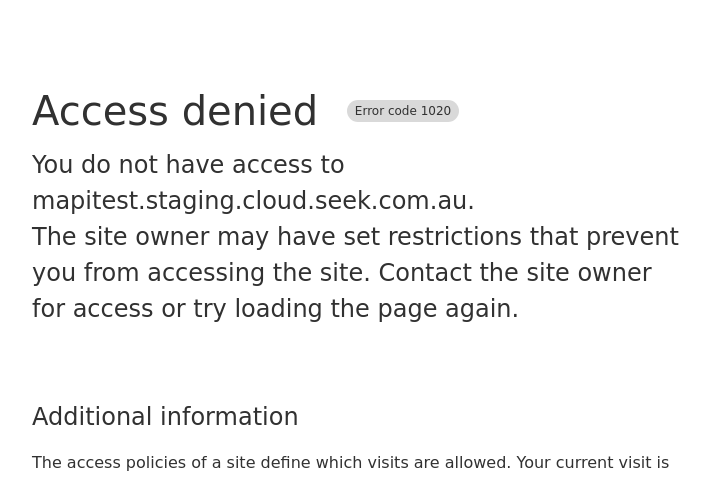 Access denied Error code 1020
You do not have access to
mapitest.staging.cloud.seek.com.au.
The site owner may have set restrictions that prevent
you from accessing the site. Contact the site owner
for access or try loading the page again.
Additional information
The access policies of a site define which visits are allowed. Your current visit is